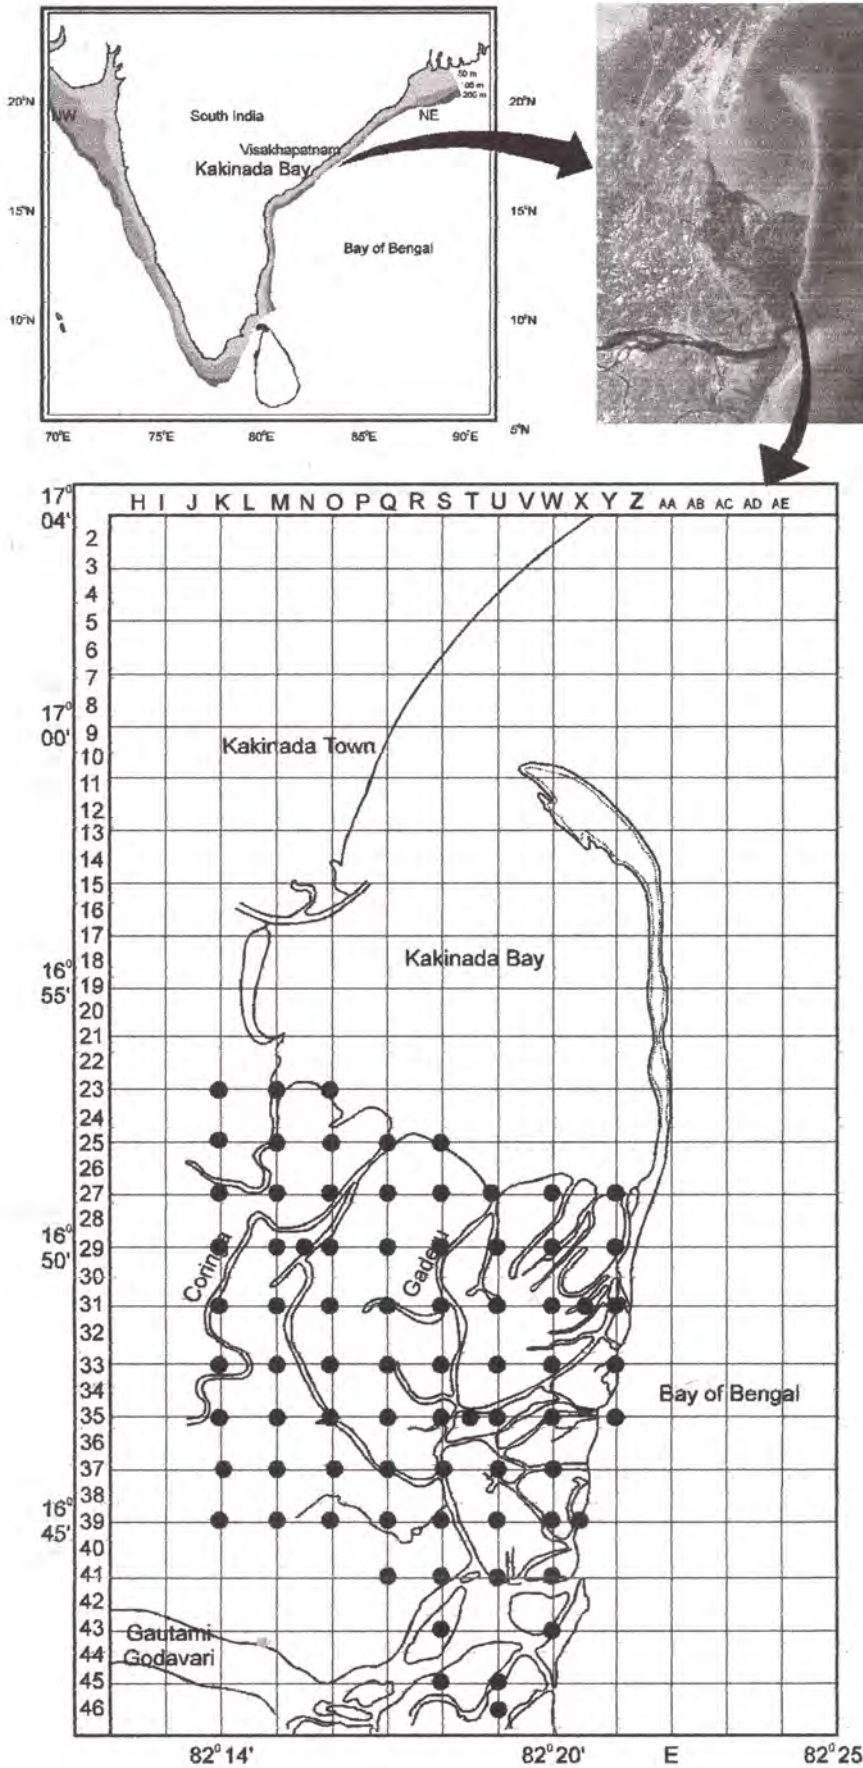 50 m
100 m
200 m
20°N
NW
South India
NE
20°N
Visakhapatnam
Kakinada Bay
15°N
15°N
Bay of Bengal
10°N
10°N
70°E 75°E 80°E 85°E 90°E
5°N
17° 04'
H I J K L M N O P Q R S T U V W X Y Z AA AB AC AD AE
2
3
4
5
6
7
8
17° 00'
9
Kakinada Town
10
11
12
13
14
15
16
17
Kakinada Bay
18
16° 55'
19
20
21
22
23
24
25
26
27
28
16° 50'
29
Coringa
Gaderu
30
31
32
33
34
Bay of Bengal
35
36
37
38
16° 45'
39
40
41
42
43
Gautami
44
Godavari
45
46
82° 14' 82° 20' E 82° 25